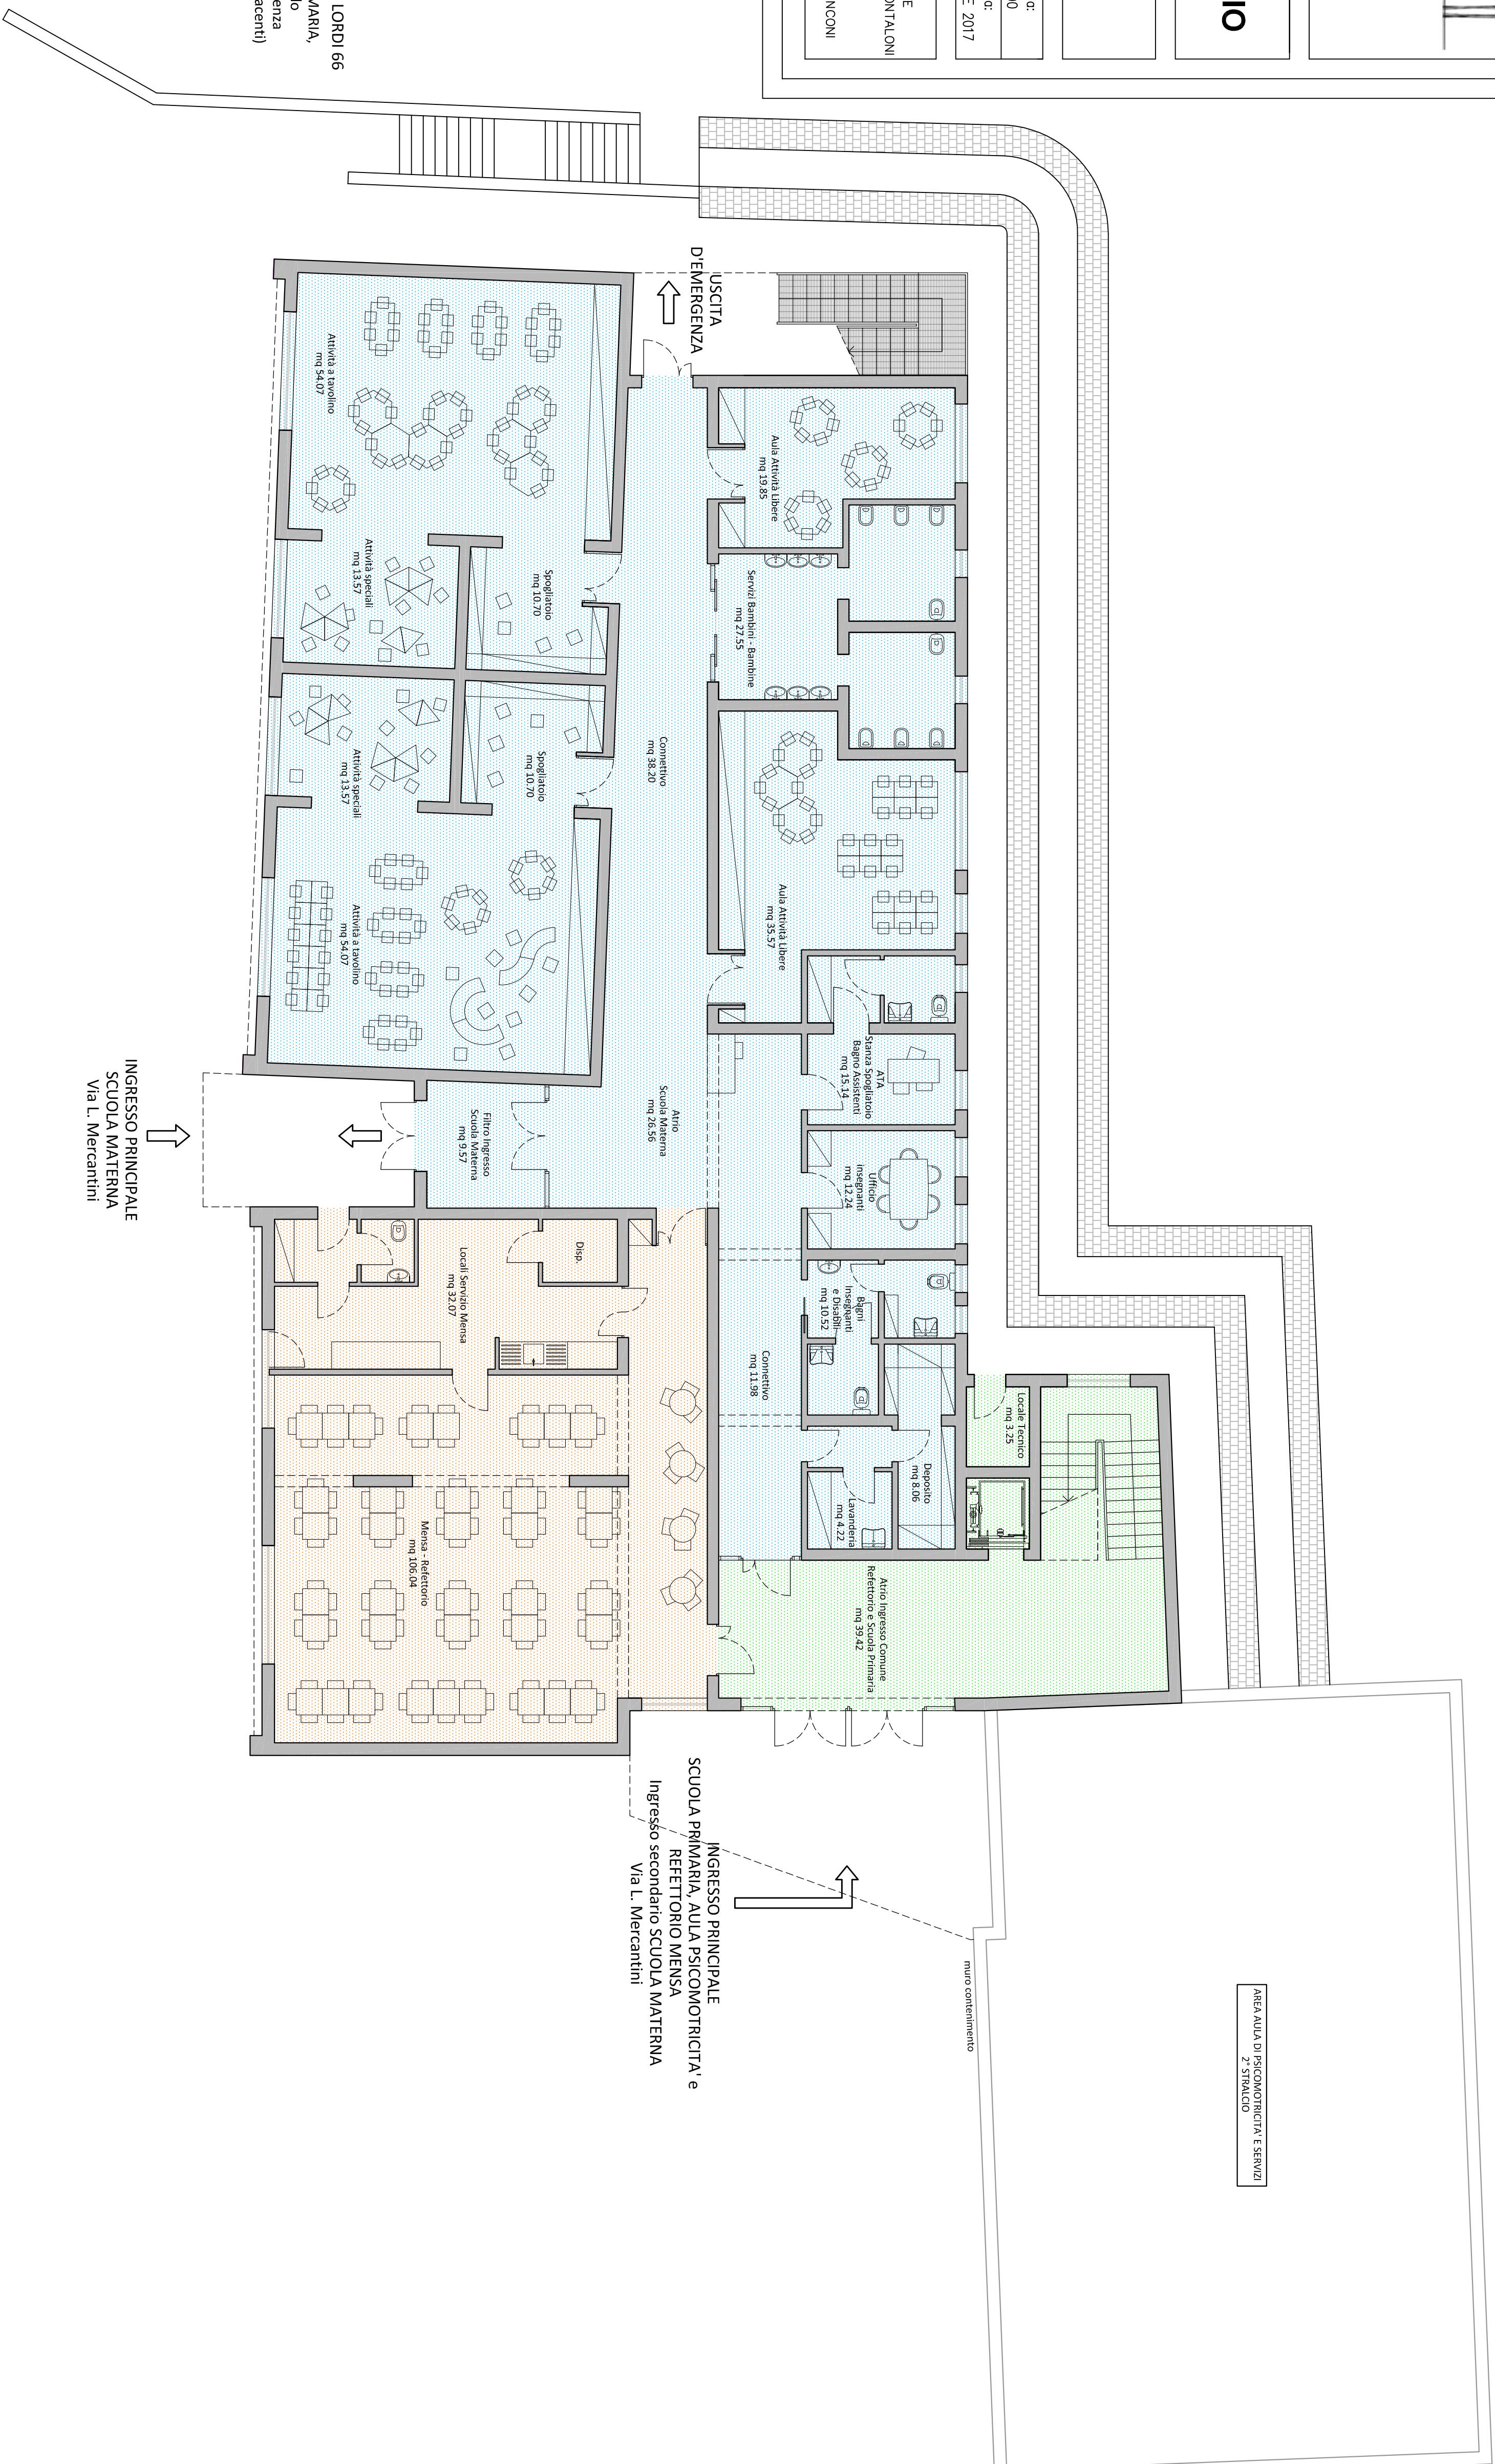 LORDI 66
MARIA,
lo
enza
acenti)
IO
a:
00
a:
E 2017
E
ONTALONI
NCONI
USCITA
D'EMERGENZA
Attività a tavolino
mq 54.07
Attività speciali
mq 13.57
Spogliatoio
mq 10.70
Aula Attività Libere
mq 19.85
Servizi Bambini - Bambine
mq 27.55
Connettivo
mq 38.20
Spogliatoio
mq 10.70
Attività speciali
mq 13.57
Attività a tavolino
mq 54.07
Aula Attività Libere
mq 35.57
ATA
Stanza Spogliatoio
Bagno Assistenti
mq 15.14
Ufficio
insegnanti
mq 12.24
Atrio
Scuola Materna
mq 26.56
Filtro Ingresso
Scuola Materna
mq 9.57
INGRESSO PRINCIPALE
SCUOLA MATERNA
Via L. Mercantini
Bagni
Insegnanti
e Disabili
mq 10.52
Disp.
Locali Servizio Mensa
mq 32.07
Connettivo
mq 11.98
Locale Tecnico
mq 3.25
Deposito
mq 8.06
Lavanderia
mq 4.22
Mensa - Refettorio
mq 106.04
Atrio Ingresso Comune
Refettorio e Scuola Primaria
mq 39.42
INGRESSO PRINCIPALE
SCUOLA PRIMARIA, AULA PSICOMOTRICITA' e
REFETTORIO MENSA
Ingresso secondario SCUOLA MATERNA
Via L. Mercantini
muro contenimento
AREA AULA DI PSICOMOTRICITA' E SERVIZI
2° STRALCIO